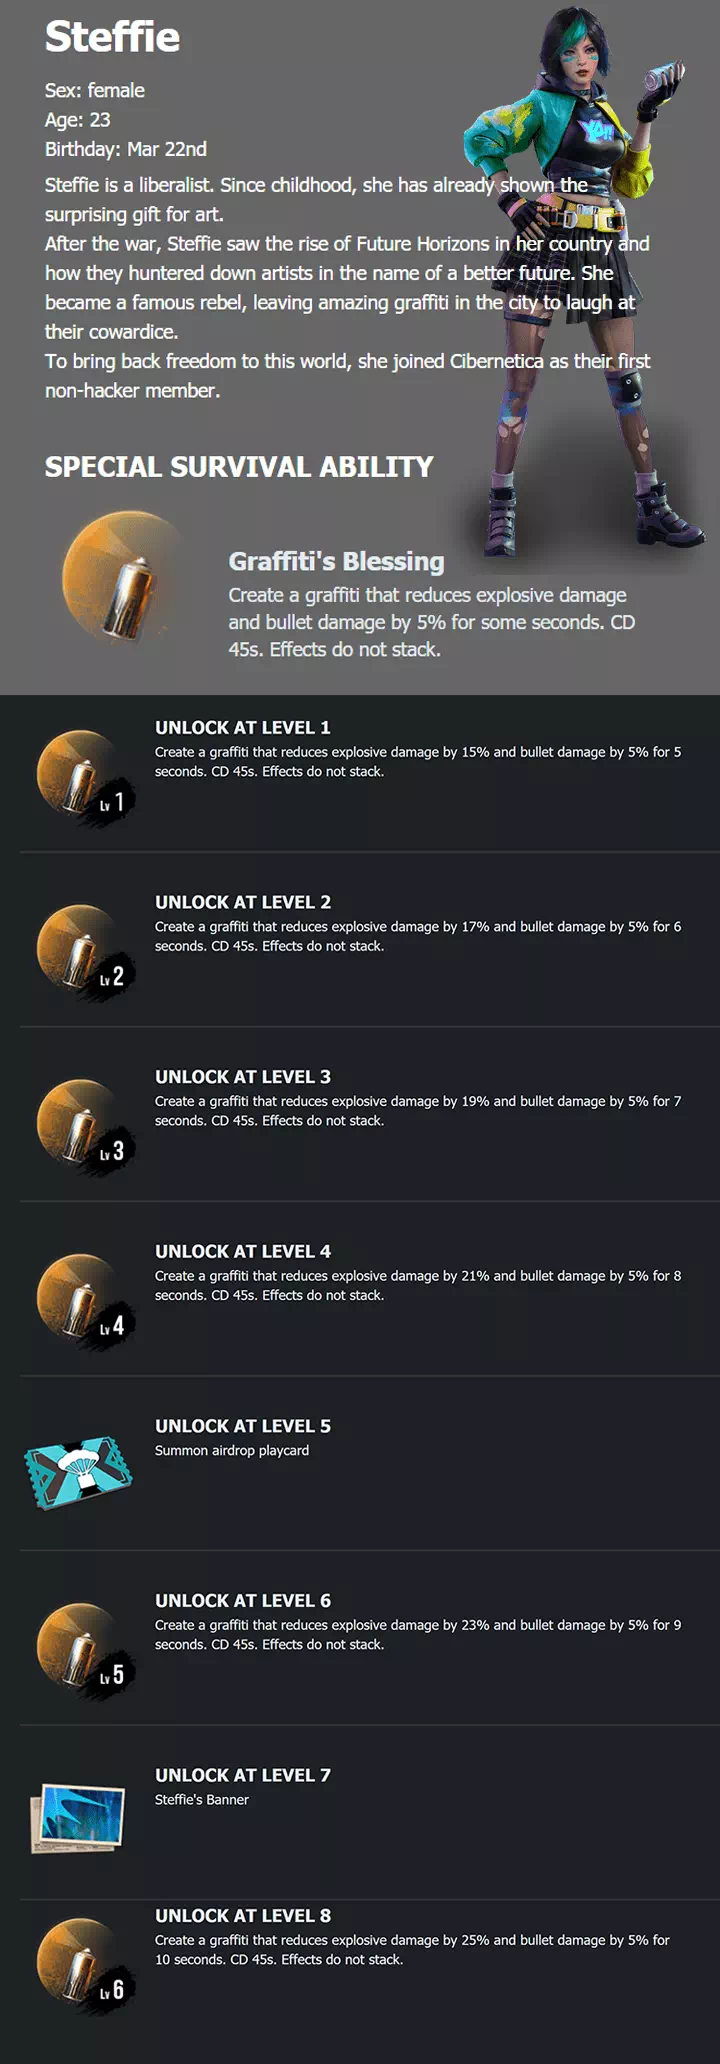 Steffie
Sex: female
Age: 23
Birthday: Mar 22nd
Steffie is a liberalist. Since childhood, she has already shown the
surprising gift for art.
After the war, Steffie saw the rise of Future Horizons in her country and
how they huntered down artists in the name of a better future. She
became a famous rebel, leaving amazing graffiti in the city to laugh at
their cowardice.
To bring back freedom to this world, she joined Cibernetica as their first
non-hacker member.
YA!!
SPECIAL SURVIVAL ABILITY
Graffiti's Blessing
Create a graffiti that reduces explosive damage
and bullet damage by 5% for some seconds. CD
45s. Effects do not stack.
UNLOCK AT LEVEL 1
Create a graffiti that reduces explosive damage by 15% and bullet damage by 5% for 5
seconds. CD 45s. Effects do not stack.
Lv 1
UNLOCK AT LEVEL 2
Create a graffiti that reduces explosive damage by 17% and bullet damage by 5% for 6
seconds. CD 45s. Effects do not stack.
Lv 2
UNLOCK AT LEVEL 3
Create a graffiti that reduces explosive damage by 19% and bullet damage by 5% for 7
seconds. CD 45s. Effects do not stack.
Lv 3
UNLOCK AT LEVEL 4
Create a graffiti that reduces explosive damage by 21% and bullet damage by 5% for 8
seconds. CD 45s. Effects do not stack.
Lv 4
UNLOCK AT LEVEL 5
Summon airdrop playcard
UNLOCK AT LEVEL 6
Create a graffiti that reduces explosive damage by 23% and bullet damage by 5% for 9
seconds. CD 45s. Effects do not stack.
Lv 5
UNLOCK AT LEVEL 7
Steffie's Banner
UNLOCK AT LEVEL 8
Create a graffiti that reduces explosive damage by 25% and bullet damage by 5% for
10 seconds. CD 45s. Effects do not stack.
Lv 6